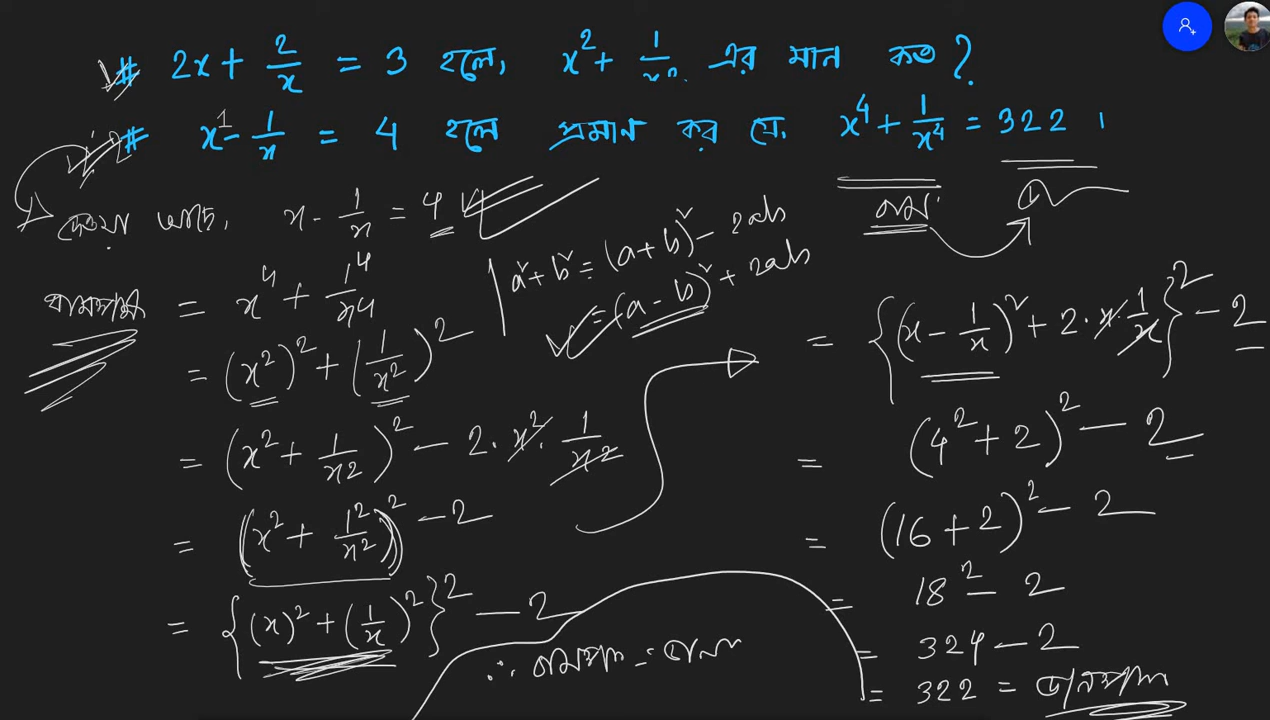 # 2x + 2/x = 3 হলে, x² + 1/x² এর মান কত?
# x - 1/x = 4 হলে প্রমাণ কর যে, x⁴ + 1/x⁴ = 322।
দেওয়া আছে, x - 1/x = 4
বামপক্ষ = x⁴ + 1⁴/x⁴
= (x²)² + (1/x²)²
= (x² + 1/x²)² - 2·x²·1/x²
= (x² + 1²/x²)² - 2
= {(x)² + (1/x)²}² - 2
a² + b² = (a + b)² - 2ab
= (a - b)² + 2ab
= {(x - 1/x)² + 2·x·1/x}² - 2
= (4² + 2)² - 2
= (16 + 2)² - 2
= 18² - 2
= 324 - 2
= 322 = ডানপক্ষ